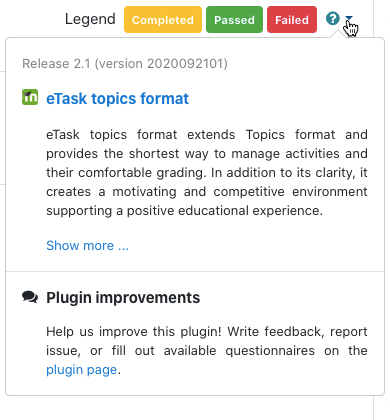 Legend Completed Passed Failed
Release 2.1 (version 2020092101)
eTask topics format
eTask topics format extends Topics format and
provides the shortest way to manage activities and
their comfortable grading. In addition to its clarity, it
creates a motivating and competitive environment
supporting a positive educational experience.
Show more ...
Plugin improvements
Help us improve this plugin! Write feedback, report
issue, or fill out available questionnaires on the
plugin page.